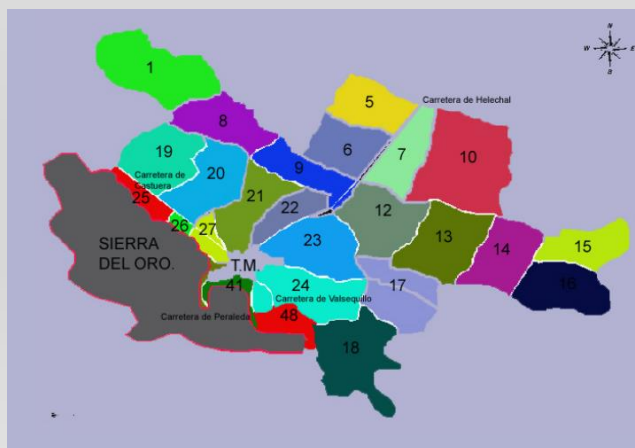 N
W E
S
1
5
Carretera de Helechal
8
6
7
10
19
9
Carretera de
Castuera
20
25
21
22
12
26
27
23
13
14
15
SIERRA
DEL ORO.
T.M.
41
24
17
16
Carretera de Valsequillo
Carretera de Peraleda
48
18